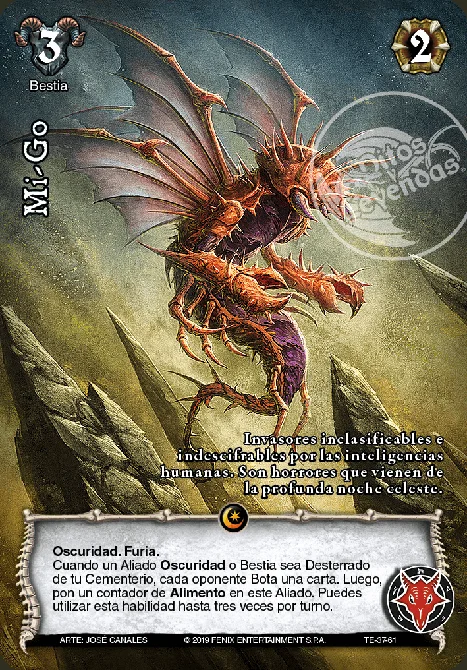 3
2
Bestia
Mi-Go
Mitos y
Leyendas.
Invasores inclasificables e
indescifrables por las inteligencias
humanas. Son horrores que vienen de
la profunda noche celeste.
Oscuridad. Furia.
Cuando un Aliado Oscuridad o Bestia sea Desterrado
de tu Cementerio, cada oponente Bota una carta. Luego,
pon un contador de Alimento en este Aliado. Puedes
utilizar esta habilidad hasta tres veces por turno.
ARTE: JOSE CANALES
© 2019 FENIX ENTERTAINMENT S.P.A.
TE-37-61